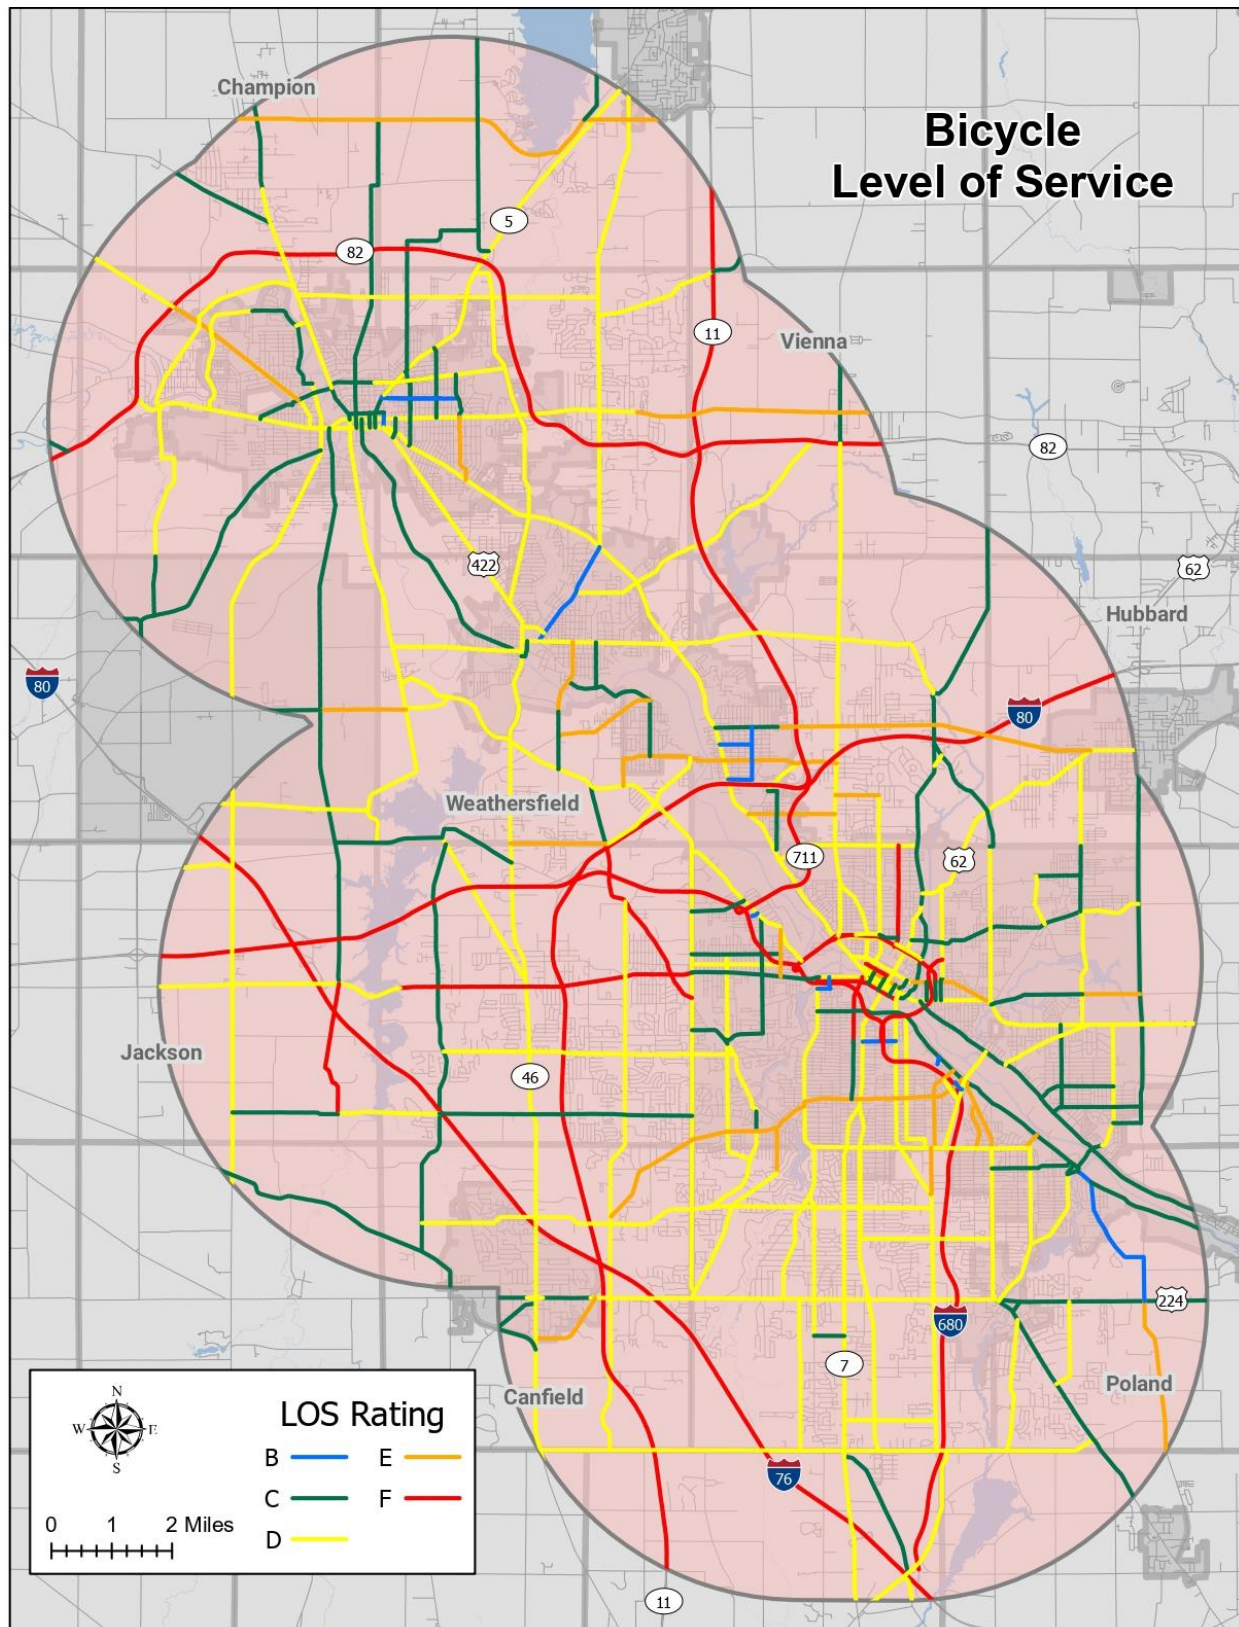 Champion
Bicycle
Level of Service
5
82
11
Vienna
82
422
62
Hubbard
80
80
Weathersfield
711
62
Jackson
46
224
680
7
Poland
Canfield
76
11
N
W E
S
0 1 2 Miles
LOS Rating
B E
C F
D